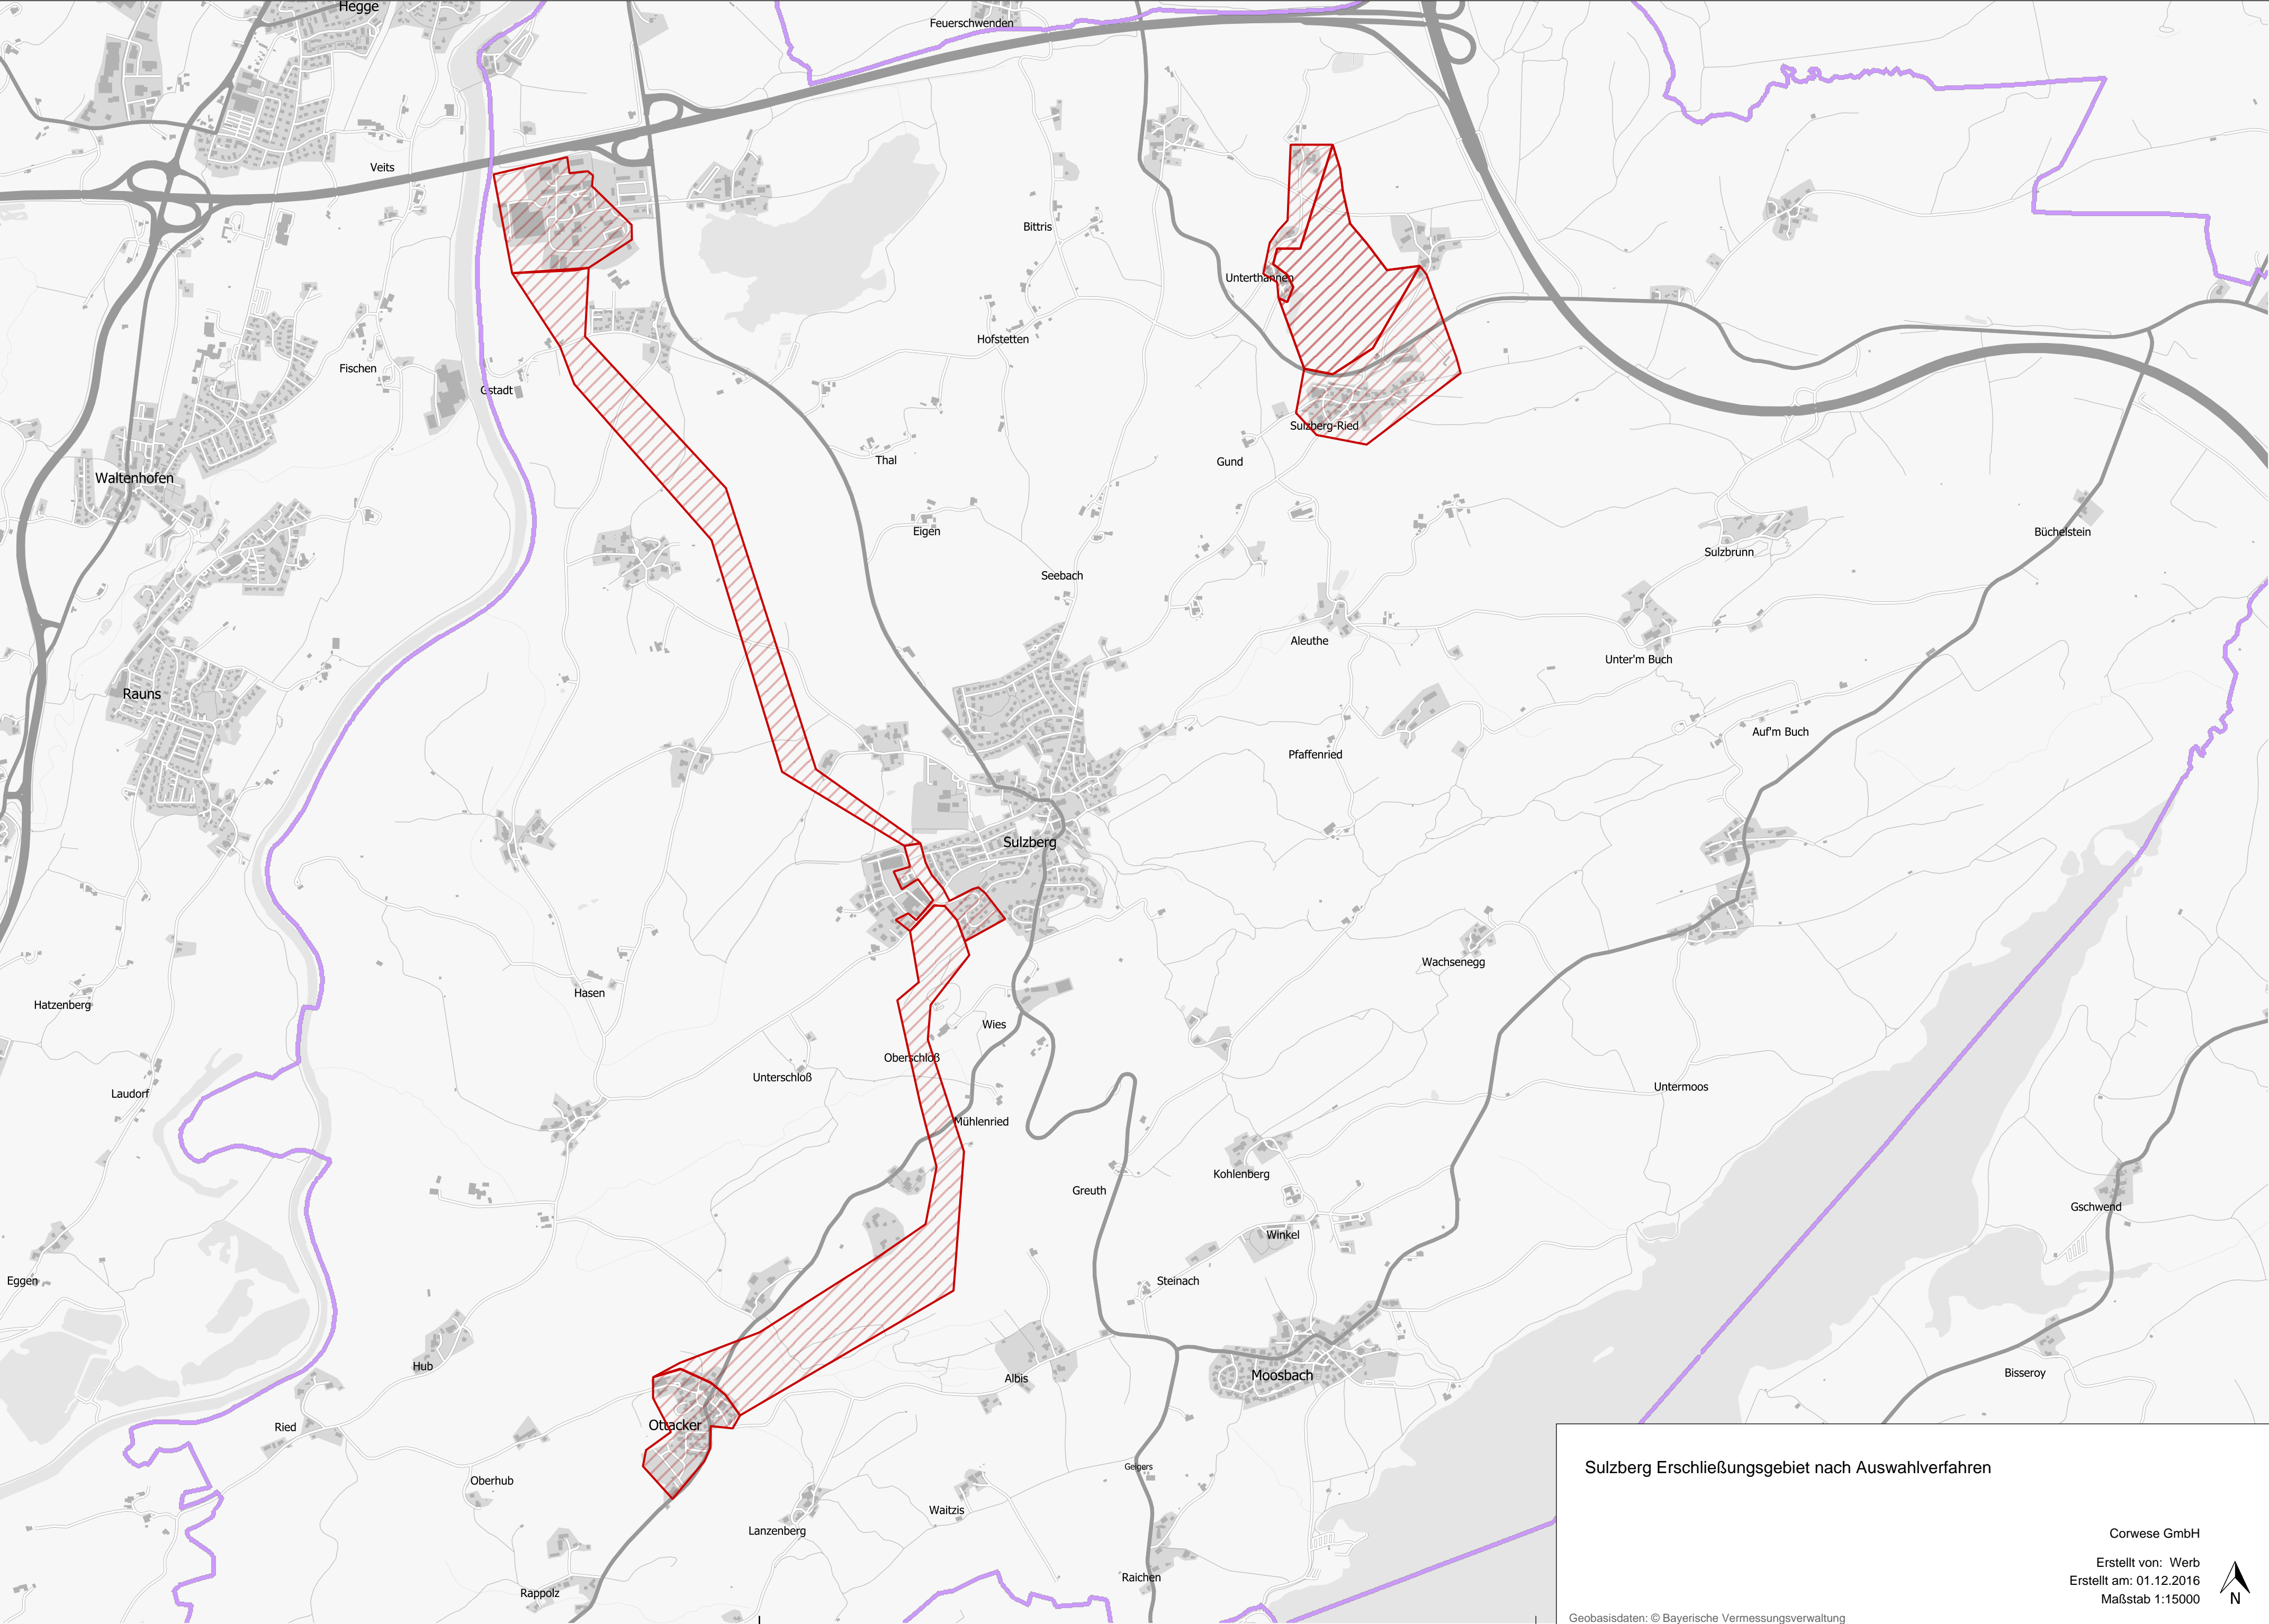 Hegge
Feuerschwenden
Veits
Bittris
Unterthannen
Hofstetten
Fischen
Gstadt
Sulzberg-Ried
Gund
Thal
Waltenhofen
Eigen
Büchelstein
Sulzbrunn
Seebach
Aleuthe
Unter'm Buch
Rauns
Auf'm Buch
Pfaffenried
Sulzberg
Wachsenegg
Hasen
Hatzenberg
Wies
Oberschloß
Unterschloß
Untermoos
Laudorf
Mühlenried
Kohlenberg
Greuth
Gschwend
Winkel
Eggen
Steinach
Hub
Albis
Moosbach
Bisseroy
Ottacker
Ried
Geigers
Oberhub
Waitzis
Lanzenberg
Raichen
Rappolz
Sulzberg Erschließungsgebiet nach Auswahlverfahren
Corwese GmbH
Erstellt von: Werb
Erstellt am: 01.12.2016
Maßstab 1:15000
N
Geobasisdaten: © Bayerische Vermessungsverwaltung